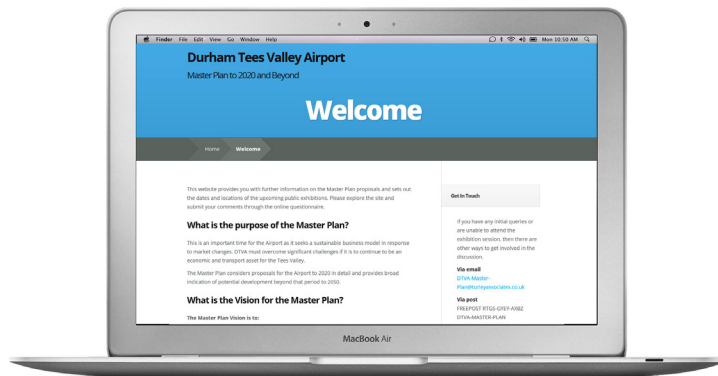 Finder File Edit View Go Window Help
Mon 10:50 AM
Durham Tees Valley Airport
Master Plan to 2020 and Beyond
Welcome
Home Welcome
This website provides you with further information on the Master Plan proposals and sets out
the dates and locations of the upcoming public exhibitions. Please explore the site and
submit your comments through the online questionnaire.
What is the purpose of the Master Plan?
This is an important time for the Airport as it seeks a sustainable business model in response
to market changes. DTVA must overcome significant challenges if it is to continue to be an
economic and transport asset for the Tees Valley.
The Master Plan considers proposals for the Airport to 2020 in detail and provides broad
indication of potential development beyond that period to 2050.
What is the Vision for the Master Plan?
The Master Plan Vision is to:
Get In Touch
If you have any initial queries or
are unable to attend the
exhibition session, then there are
other ways to get involved in the
discussion.
Via email
DTVA-Master-
Plan@turleyassociates.co.uk
Via post
FREEPOST RTGS-GYEY-AXBZ
DTVA-MASTER-PLAN
MacBook Air